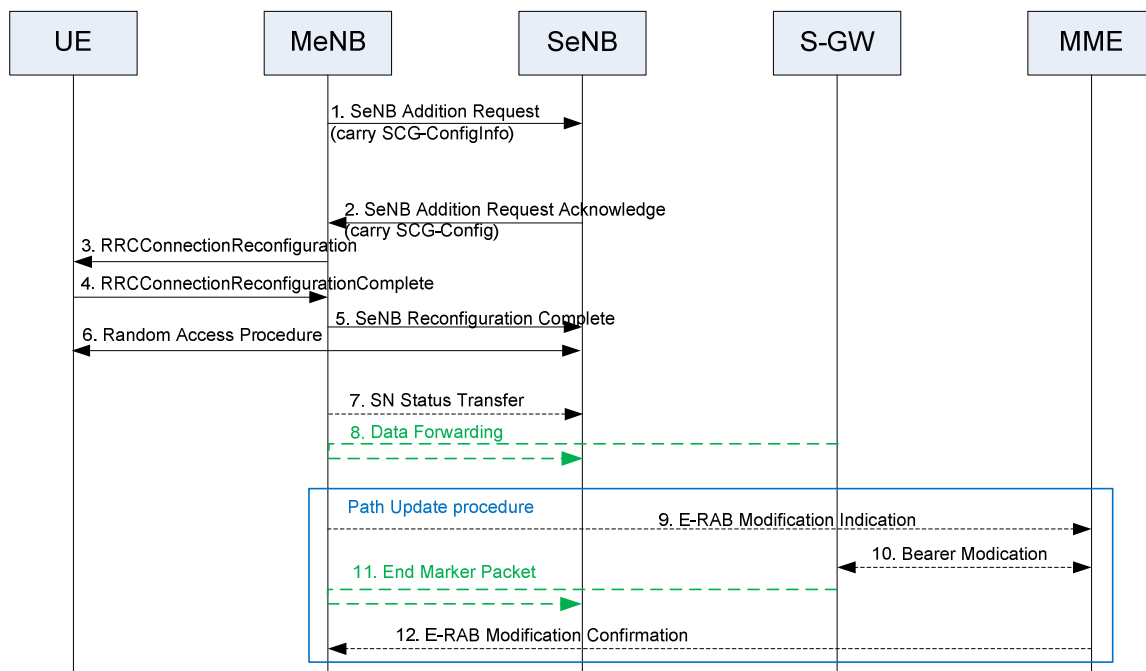 UE
MeNB
SeNB
S-GW
MME
1. SeNB Addition Request
(carry SCG-ConfigInfo)
2. SeNB Addition Request Acknowledge
(carry SCG-Config)
3. RRCConnectionReconfiguration
4. RRCConnectionReconfigurationComplete
5. SeNB Reconfiguration Complete
6. Random Access Procedure
7. SN Status Transfer
8. Data Forwarding
Path Update procedure
9. E-RAB Modification Indication
10. Bearer Modication
11. End Marker Packet
12. E-RAB Modification Confirmation